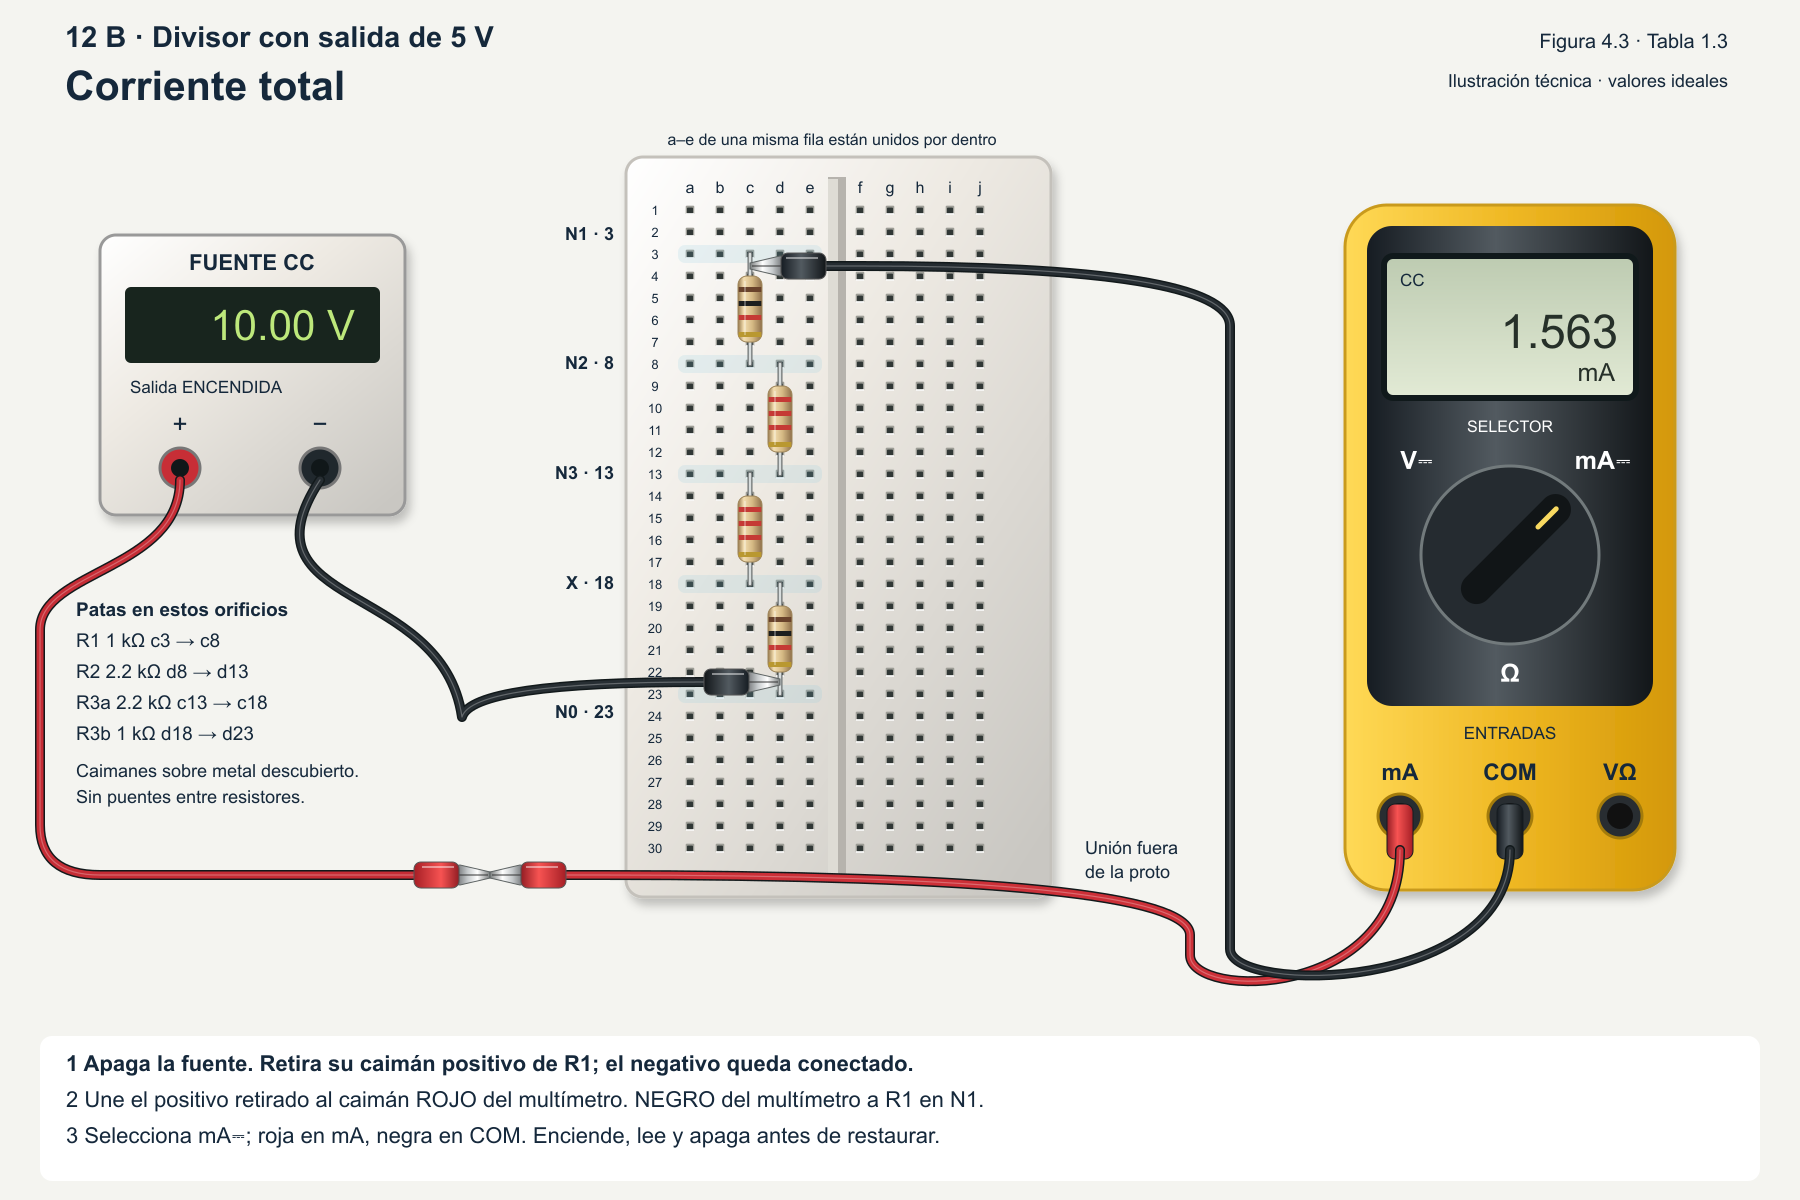 12 B · Divisor con salida de 5 V
Corriente total
Figura 4.3 · Tabla 1.3
Ilustración técnica · valores ideales
a–e de una misma fila están unidos por dentro
a b c d e f g h i j
1
2
3
4
5
6
7
8
9
10
11
12
13
14
15
16
17
18
19
20
21
22
23
24
25
26
27
28
29
30
N1 · 3
N2 · 8
N3 · 13
X · 18
N0 · 23
FUENTE CC
10.00 V
Salida ENCENDIDA
+ −
Patas en estos orificios
R1 1 kΩ c3 → c8
R2 2.2 kΩ d8 → d13
R3a 2.2 kΩ c13 → c18
R3b 1 kΩ d18 → d23
Caimanes sobre metal descubierto.
Sin puentes entre resistores.
Unión fuera
de la proto
CC
1.563
mA
SELECTOR
V⎓ mA⎓
Ω
ENTRADAS
mA COM VΩ
1 Apaga la fuente. Retira su caimán positivo de R1; el negativo queda conectado.
2 Une el positivo retirado al caimán ROJO del multímetro. NEGRO del multímetro a R1 en N1.
3 Selecciona mA⎓; roja en mA, negra en COM. Enciende, lee y apaga antes de restaurar.